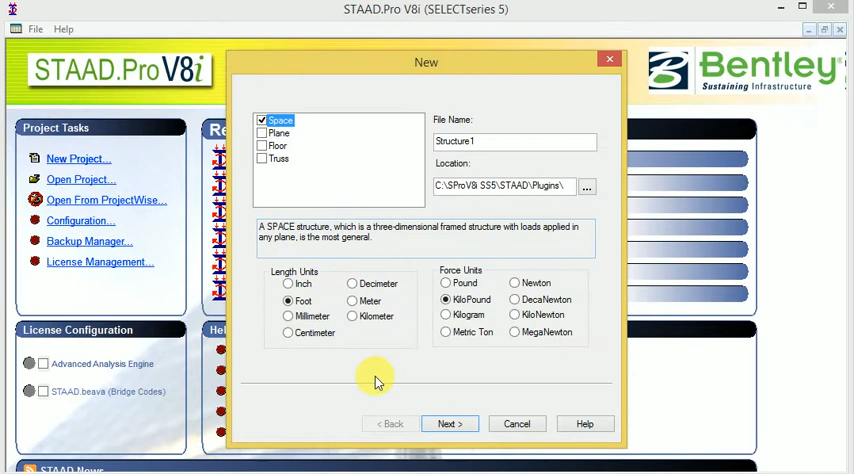 STAAD.Pro V8i (SELECTseries 5)
File Help
STAAD.ProV8i
Bentley
Sustaining Infrastructure
New
Project Tasks
New Project...
Open Project...
Open From ProjectWise...
Configuration...
Backup Manager...
License Management...
License Configuration
Advanced Analysis Engine
STAAD.beava (Bridge Codes)
STAAD News
Space
Plane
Floor
Truss
File Name:
Structure1
Location:
C:\SProV8i SS5\STAAD\Plugins\
...
A SPACE structure, which is a three-dimensional framed structure with loads applied in
any plane, is the most general.
Length Units
Inch
Decimeter
Foot
Meter
Millimeter
Kilometer
Centimeter
Force Units
Pound
Newton
KiloPound
DecaNewton
Kilogram
KiloNewton
Metric Ton
MegaNewton
< Back
Next >
Cancel
Help